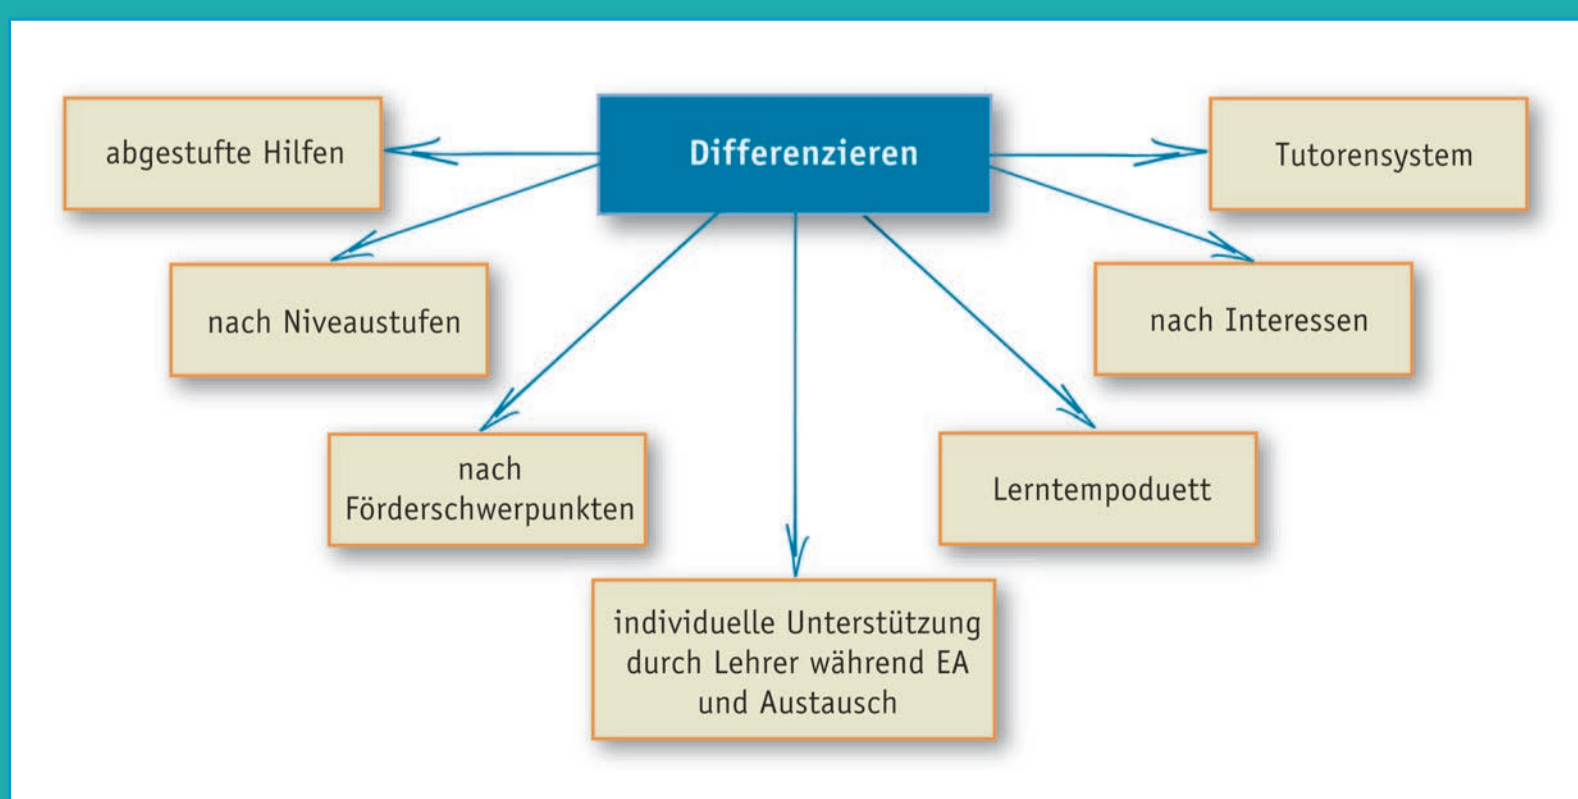 abgestufte Hilfen
Differenzieren
Tutorensystem
nach Niveaustufen
nach Interessen
nach
Förderschwerpunkten
Lerntempoduett
individuelle Unterstützung
durch Lehrer während EA
und Austausch